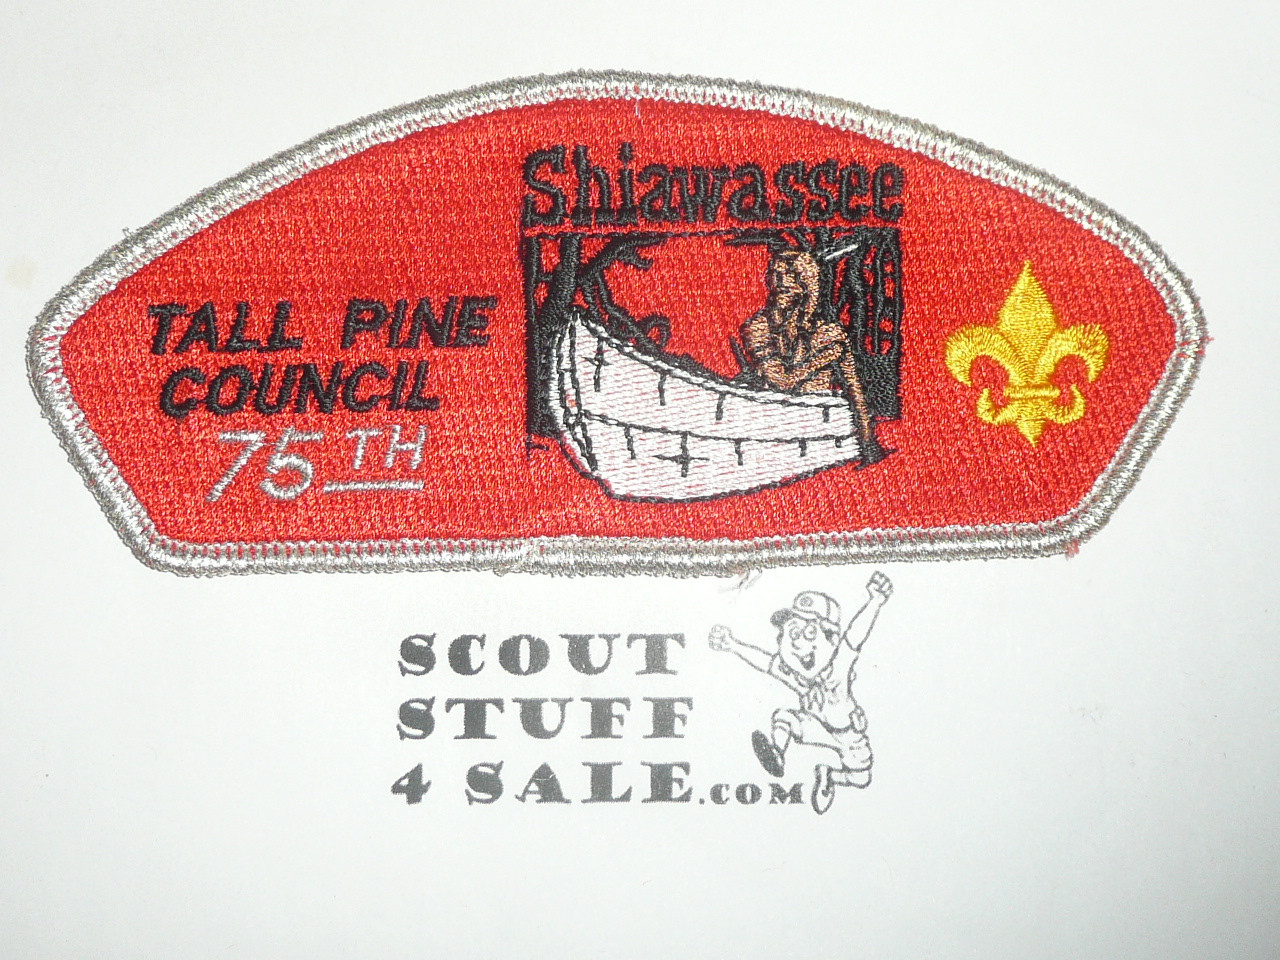 Shiawassee
TALL PINE
COUNCIL
75TH
SCOUT
STUFF
4 SALE.COM